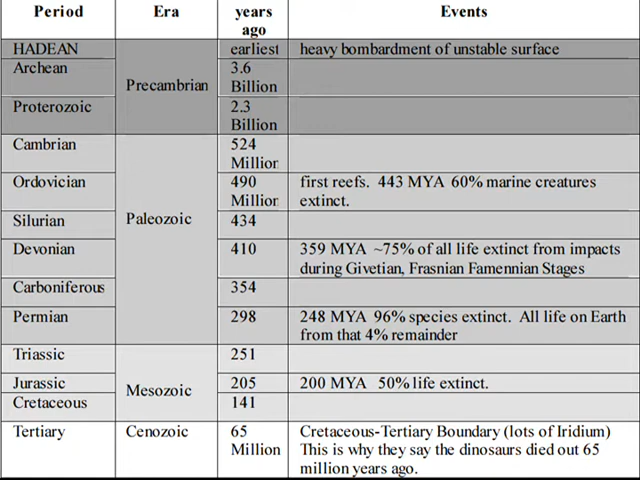 Period Era years ago Events
HADEAN earliest heavy bombardment of unstable surface
Archean 3.6 Billion
Precambrian
Proterozoic 2.3 Billion
Cambrian 524 Million
Ordovician 490 Million first reefs. 443 MYA 60% marine creatures
extinct.
Paleozoic
Silurian 434
Devonian 410 359 MYA ~75% of all life extinct from impacts
during Givetian, Frasnian Famennian Stages
Carboniferous 354
Permian 298 248 MYA 96% species extinct. All life on Earth
from that 4% remainder
Triassic 251
Jurassic 205 200 MYA 50% life extinct.
Mesozoic
Cretaceous 141
Tertiary Cenozoic 65 Million Cretaceous-Tertiary Boundary (lots of Iridium)
This is why they say the dinosaurs died out 65
million years ago.